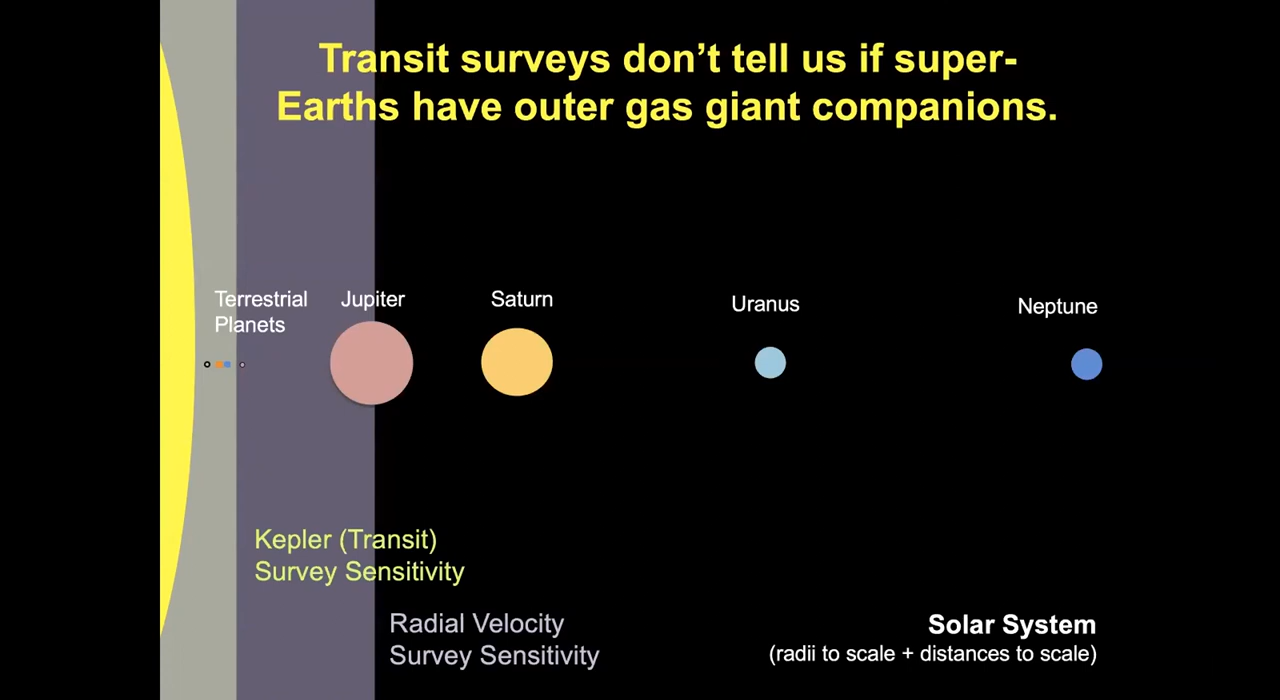 Transit surveys don’t tell us if super-
Earths have outer gas giant companions.
Terrestrial
Planets
Jupiter
Saturn
Uranus
Neptune
Kepler (Transit)
Survey Sensitivity
Radial Velocity
Survey Sensitivity
Solar System
(radii to scale + distances to scale)